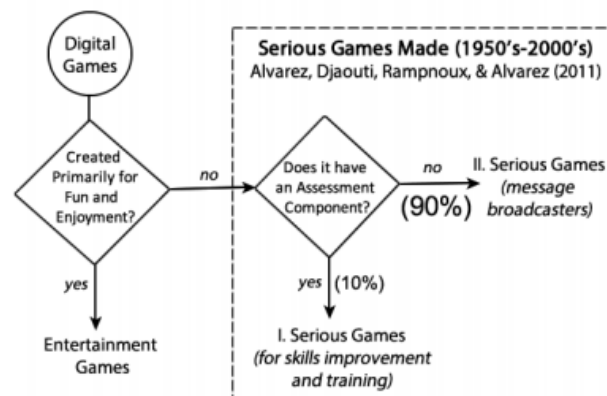 Digital
Games
Serious Games Made (1950's-2000's)
Alvarez, Djaouti, Rampnoux, & Alvarez (2011)
Created
Primarily for
Fun and
Enjoyment?
no
Does it have
an Assessment
Component?
no
(90%)
II. Serious Games
(message
broadcasters)
yes
Entertainment
Games
yes (10%)
I. Serious Games
(for skills improvement
and training)